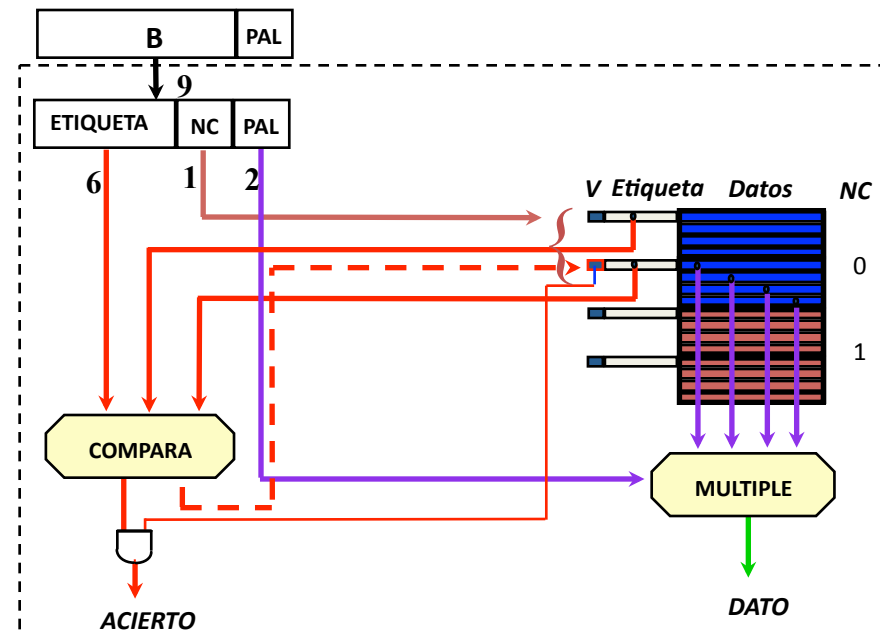 B PAL
9
ETIQUETA NC PAL
6 1 2
V Etiqueta Datos NC
0
1
COMPARA
MULTIPLE
ACIERTO
DATO